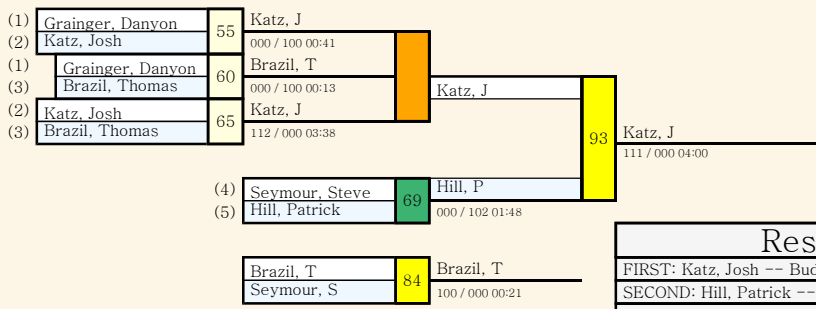 (1) Grainger, Danyon 55 Katz, J
(2) Katz, Josh 000 / 100 00:41
(1) Grainger, Danyon 60 Brazil, T
(3) Brazil, Thomas 000 / 100 00:13
Katz, J
(2) Katz, Josh 65 Katz, J
(3) Brazil, Thomas 112 / 000 03:38
93 Katz, J
111 / 000 04:00
(4) Seymour, Steve 69 Hill, P
(5) Hill, Patrick 000 / 102 01:48
Res
Brazil, T 84 Brazil, T
FIRST: Katz, Josh -- Bud
Seymour, S 100 / 000 00:21
SECOND: Hill, Patrick --